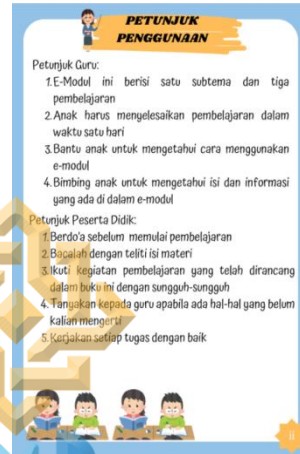 PETUNJUK
PENGGUNAAN
Petunjuk Guru:
1. E-Modul ini berisi satu subtema dan tiga
pembelajaran
2. Anak harus menyelesaikan pembelajaran dalam
waktu satu hari
3. Bantu anak untuk mengetahui cara menggunakan
e-modul
4. Bimbing anak untuk mengetahui isi dan informasi
yang ada di dalam e-modul
Petunjuk Peserta Didik:
1. Berdo'a sebelum memulai pembelajaran
2. Bacalah dengan teliti isi materi
3. Ikuti kegiatan pembelajaran yang telah dirancang
dalam buku ini dengan sungguh-sungguh
4. Tanyakan kepada guru apabila ada hal-hal yang belum
kalian mengerti
5. Kerjakan setiap tugas dengan baik
ii